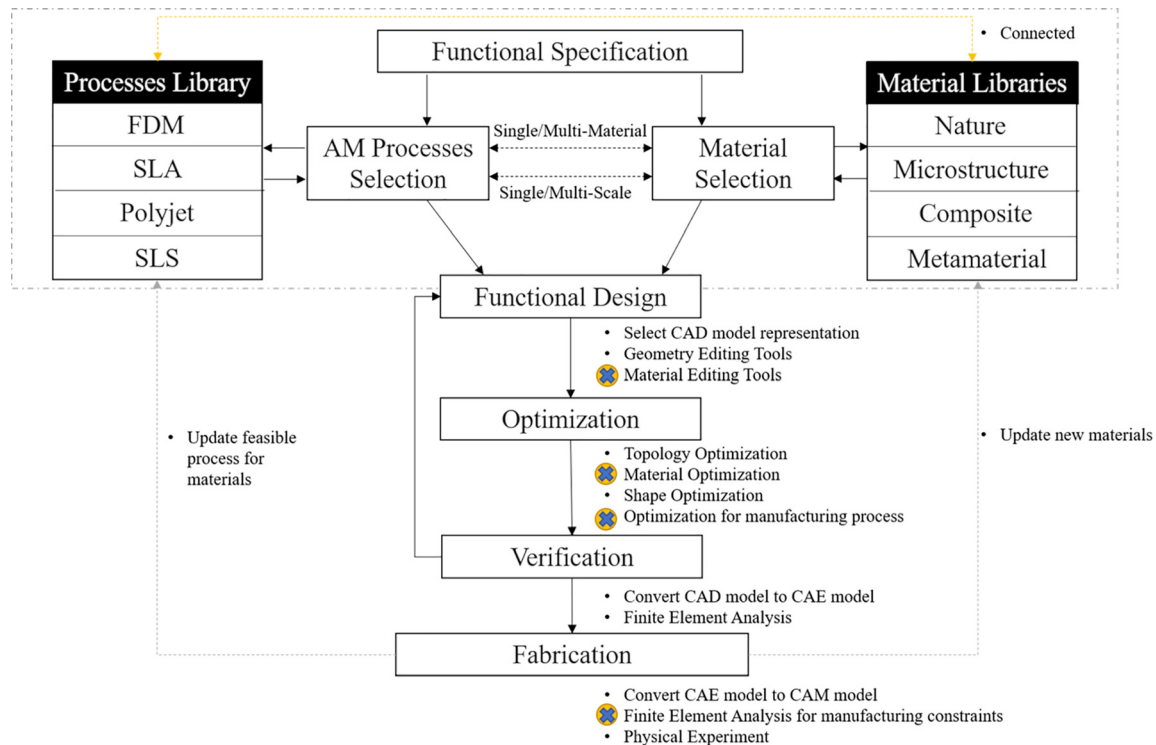 Functional Specification
• Connected
Processes Library
FDM
SLA
Polyjet
SLS
AM Processes
Selection
Single/Multi-Material
Single/Multi-Scale
Material
Selection
Material Libraries
Nature
Microstructure
Composite
Metamaterial
Functional Design
• Select CAD model representation
• Geometry Editing Tools
Material Editing Tools
Optimization
• Topology Optimization
Material Optimization
• Shape Optimization
Optimization for manufacturing process
• Update feasible
process for
materials
• Update new materials
Verification
• Convert CAD model to CAE model
• Finite Element Analysis
Fabrication
• Convert CAE model to CAM model
Finite Element Analysis for manufacturing constraints
• Physical Experiment